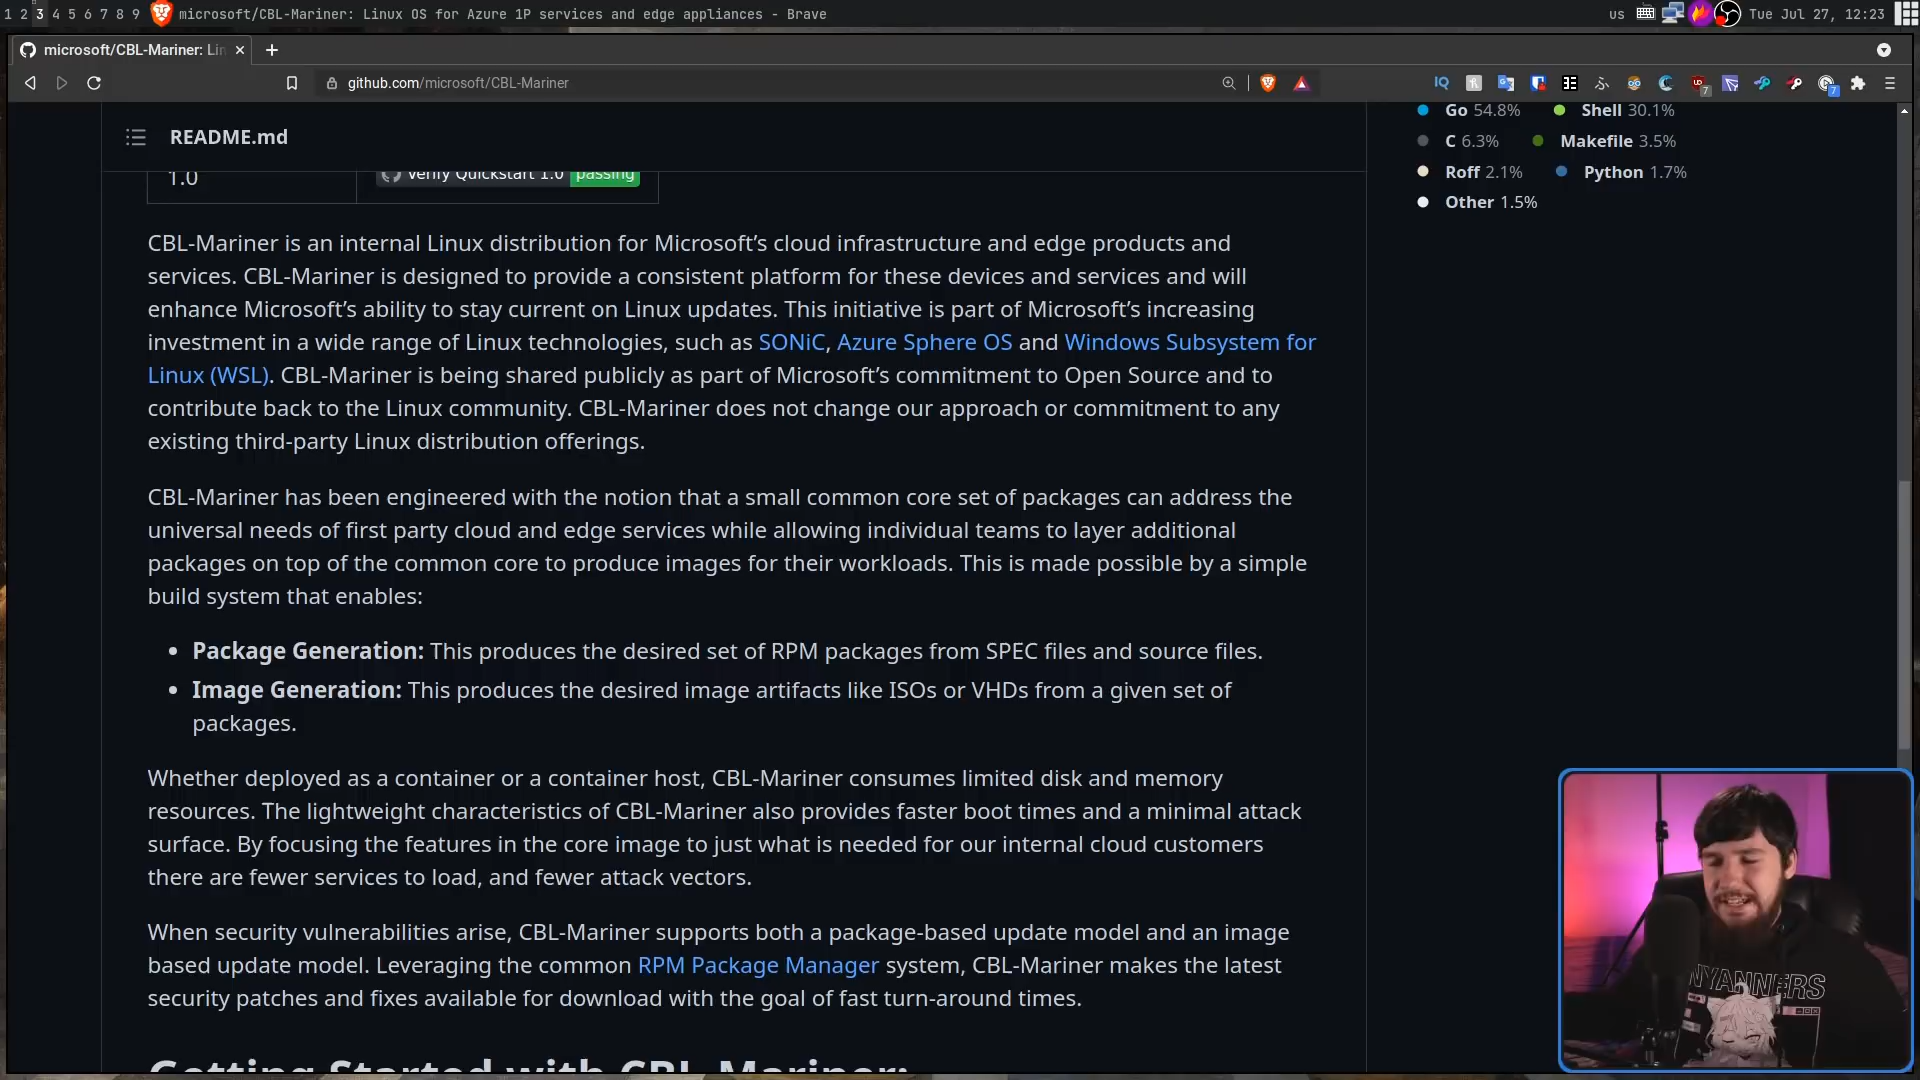 1 2 3 4 5 6 7 8 9 microsoft/CBL-Mariner: Linux OS for Azure 1P services and edge appliances - Brave
us Tue Jul 27, 12:23
microsoft/CBL-Mariner: Lin
github.com/microsoft/CBL-Mariner
IQ
7
7
README.md
1.0 Verify Quickstart 1.0 passing
CBL-Mariner is an internal Linux distribution for Microsoft’s cloud infrastructure and edge products and
services. CBL-Mariner is designed to provide a consistent platform for these devices and services and will
enhance Microsoft’s ability to stay current on Linux updates. This initiative is part of Microsoft’s increasing
investment in a wide range of Linux technologies, such as SONiC, Azure Sphere OS and Windows Subsystem for
Linux (WSL). CBL-Mariner is being shared publicly as part of Microsoft’s commitment to Open Source and to
contribute back to the Linux community. CBL-Mariner does not change our approach or commitment to any
existing third-party Linux distribution offerings.
CBL-Mariner has been engineered with the notion that a small common core set of packages can address the
universal needs of first party cloud and edge services while allowing individual teams to layer additional
packages on top of the common core to produce images for their workloads. This is made possible by a simple
build system that enables:
• Package Generation: This produces the desired set of RPM packages from SPEC files and source files.
• Image Generation: This produces the desired image artifacts like ISOs or VHDs from a given set of
packages.
Whether deployed as a container or a container host, CBL-Mariner consumes limited disk and memory
resources. The lightweight characteristics of CBL-Mariner also provides faster boot times and a minimal attack
surface. By focusing the features in the core image to just what is needed for our internal cloud customers
there are fewer services to load, and fewer attack vectors.
When security vulnerabilities arise, CBL-Mariner supports both a package-based update model and an image
based update model. Leveraging the common RPM Package Manager system, CBL-Mariner makes the latest
security patches and fixes available for download with the goal of fast turn-around times.
Getting Started with CBL-Mariner:
Go 54.8% Shell 30.1%
C 6.3% Makefile 3.5%
Roff 2.1% Python 1.7%
Other 1.5%
NYANNERS